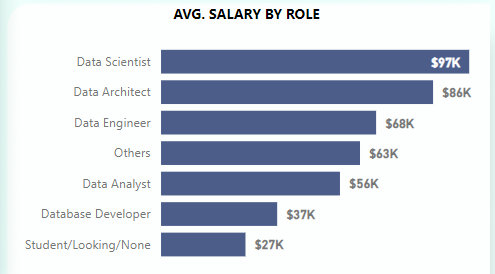 AVG. SALARY BY ROLE
Data Scientist $97K
Data Architect $86K
Data Engineer $68K
Others $63K
Data Analyst $56K
Database Developer $37K
Student/Looking/None $27K